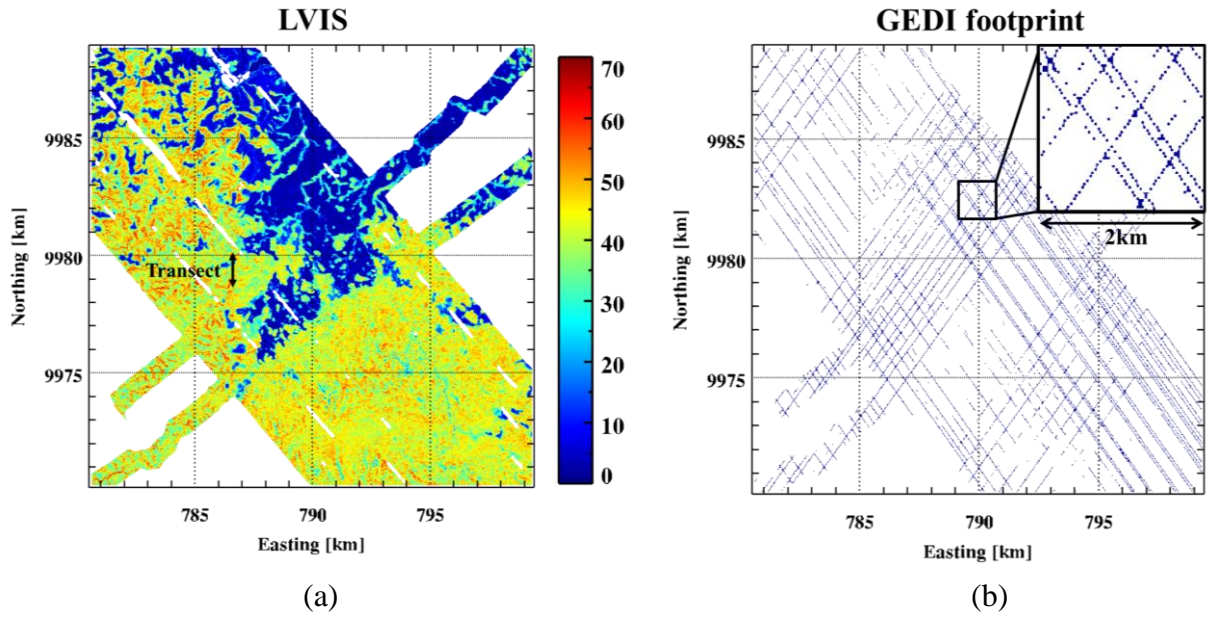 LVIS
GEDI footprint
Northing [km]
9985
9980
9975
Transect
785
790
795
Easting [km]
70
60
50
40
30
20
10
0
(a)
Northing [km]
9985
9980
9975
2km
785
790
795
Easting [km]
(b)